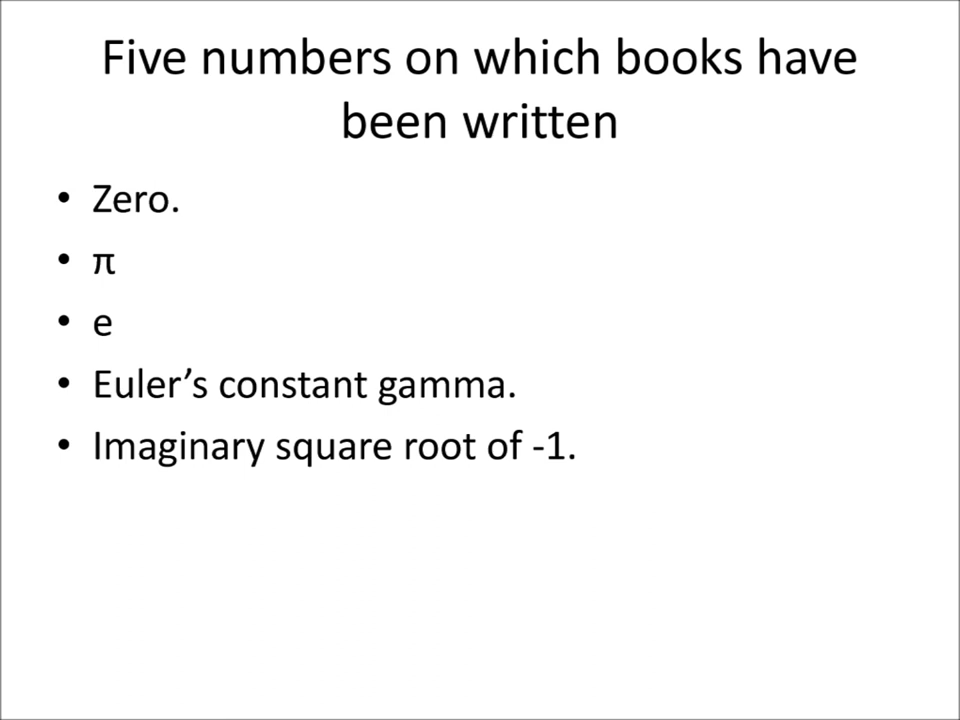 Five numbers on which books have
been written
• Zero.
• π
• e
• Euler’s constant gamma.
• Imaginary square root of -1.